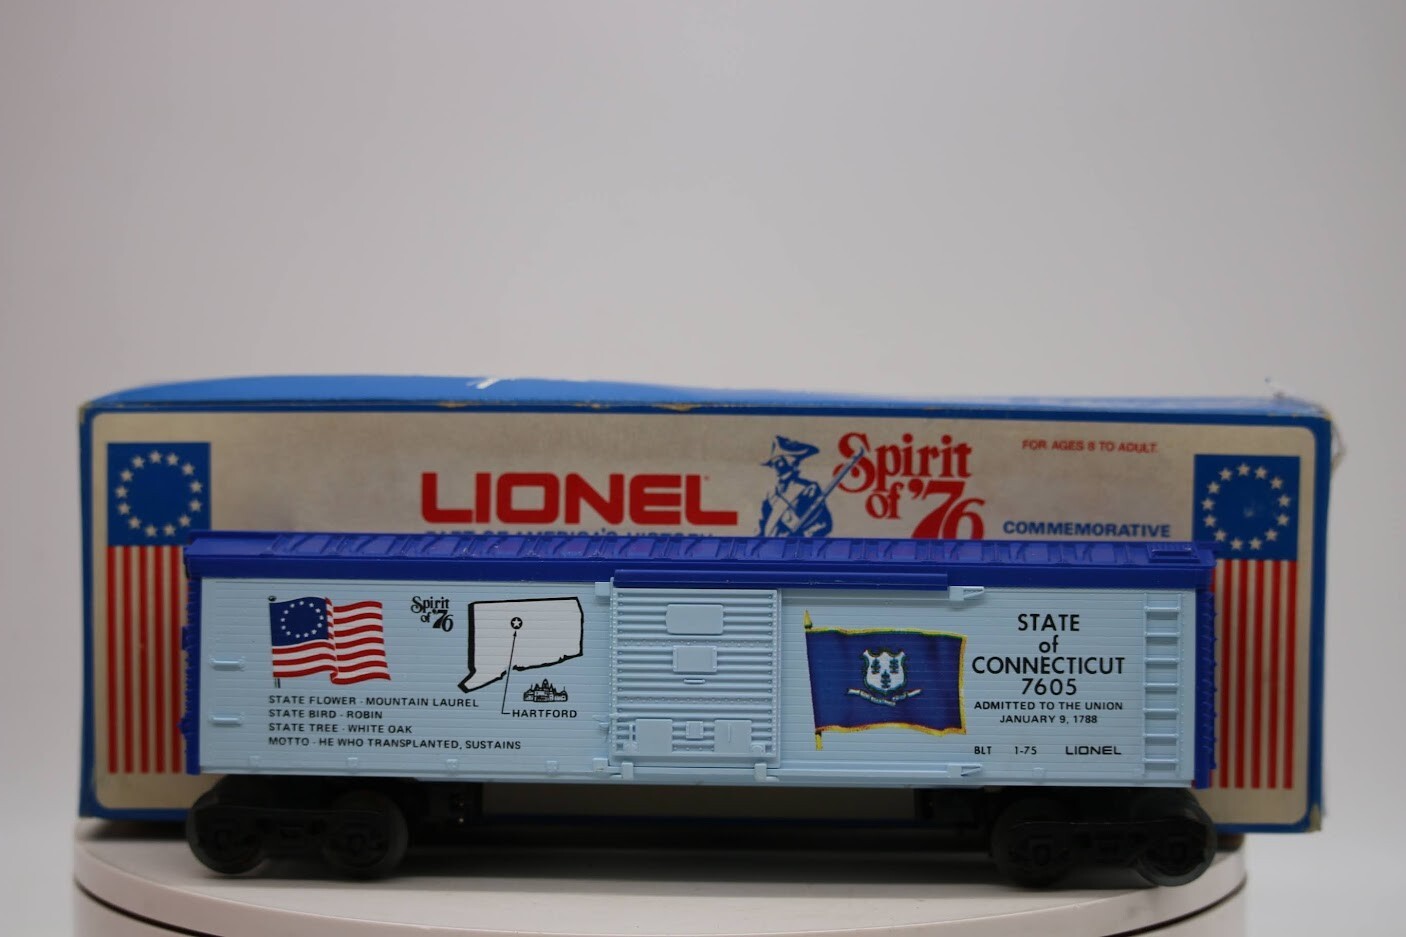 LIONEL
Spirit
of '76
FOR AGES 8 TO ADULT.
COMMEMORATIVE
Spirit
of '76
HARTFORD
STATE FLOWER - MOUNTAIN LAUREL
STATE BIRD - ROBIN
STATE TREE - WHITE OAK
MOTTO - HE WHO TRANSPLANTED, SUSTAINS
STATE
of
CONNECTICUT
7605
ADMITTED TO THE UNION
JANUARY 9, 1788
BLT 1-75 LIONEL